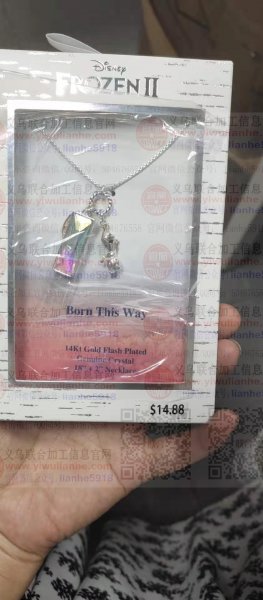 DISNEY
FROZEN II
Born This Way
14Kt Gold Flash Plated
Genuine Crystal
18" + 2" Necklace
$14.88
义乌联合加工信息官网
www.yiwulianhe.com
lianhe5918